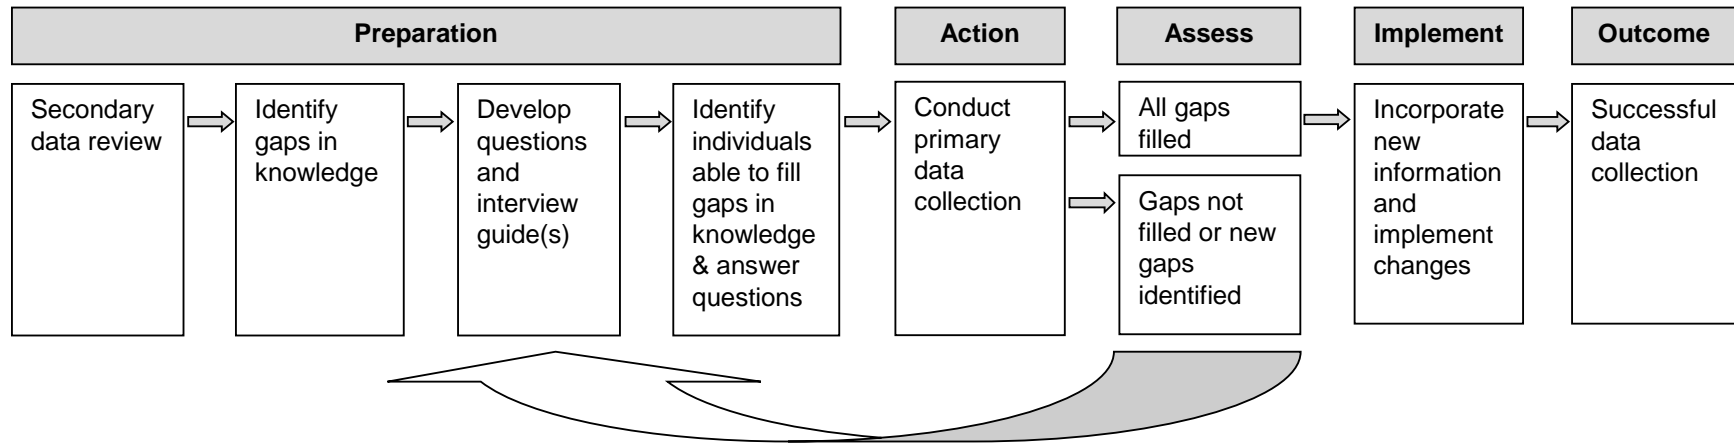 Preparation
Action
Assess
Implement
Outcome
Secondary
data review
Identify
gaps in
knowledge
Develop
questions
and
interview
guide(s)
Identify
individuals
able to fill
gaps in
knowledge
& answer
questions
Conduct
primary
data
collection
All gaps
filled
Gaps not
filled or new
gaps
identified
Incorporate
new
information
and
implement
changes
Successful
data
collection